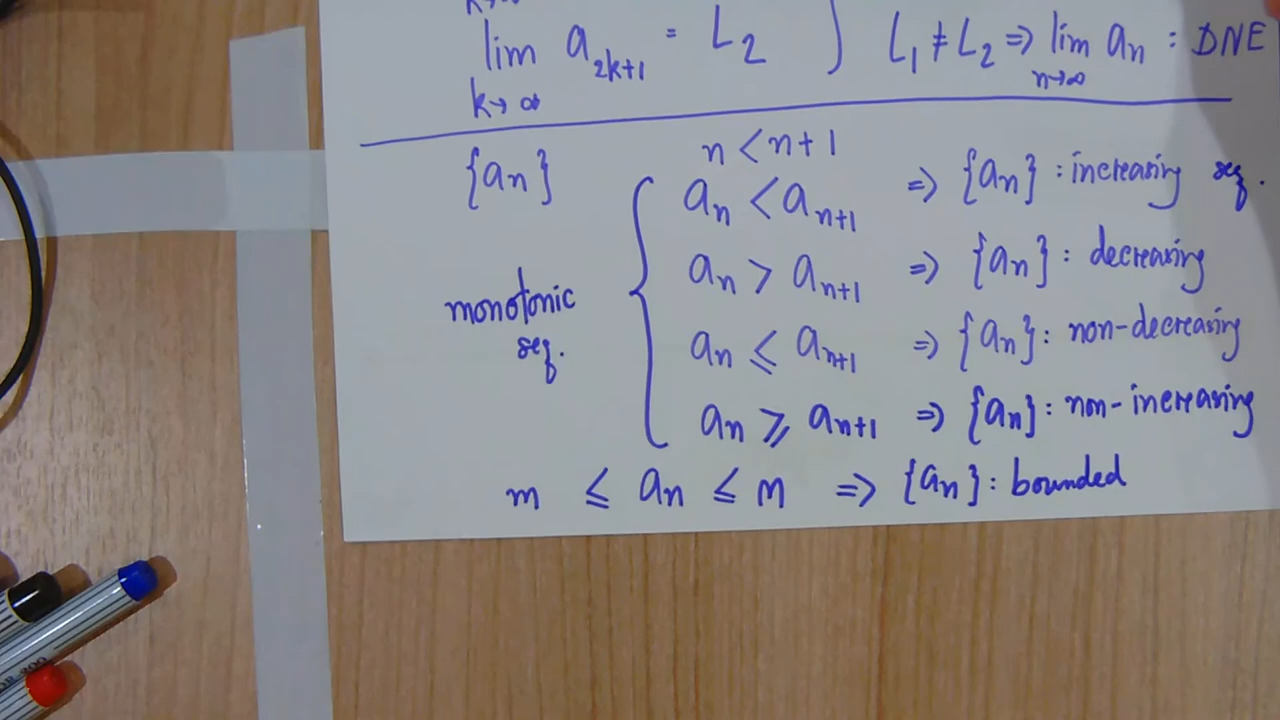 lim a_{2k+1} = L_2 } L_1 ≠ L_2 ⇒ lim a_n : DNE
k→∞ n→∞
{a_n} n < n+1
a_n < a_{n+1} ⇒ {a_n} : increasing seq.
a_n > a_{n+1} ⇒ {a_n} : decreasing
monotonic
seq.
a_n ≤ a_{n+1} ⇒ {a_n} : non-decreasing
a_n ≥ a_{n+1} ⇒ {a_n} : non-increasing
m ≤ a_n ≤ M ⇒ {a_n} : bounded